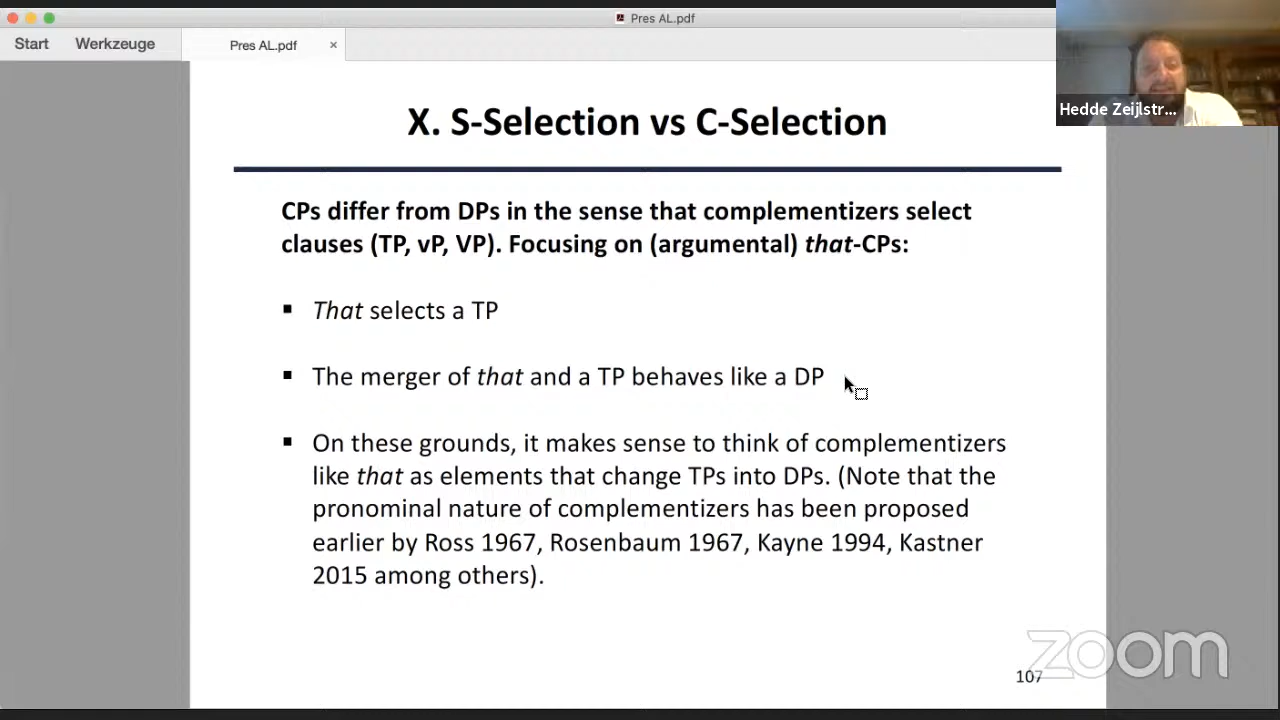 Pres AL.pdf
Start Werkzeuge Pres AL.pdf ×
Hedde Zeijlstr...
X. S-Selection vs C-Selection
CPs differ from DPs in the sense that complementizers select
clauses (TP, vP, VP). Focusing on (argumental) that-CPs:
▪ That selects a TP
▪ The merger of that and a TP behaves like a DP
▪ On these grounds, it makes sense to think of complementizers
like that as elements that change TPs into DPs. (Note that the
pronominal nature of complementizers has been proposed
earlier by Ross 1967, Rosenbaum 1967, Kayne 1994, Kastner
2015 among others).
zoom
107